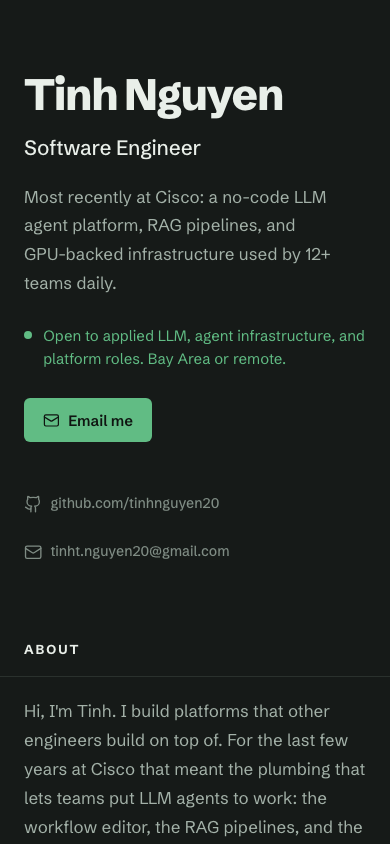 Tinh Nguyen
Software Engineer
Most recently at Cisco: a no-code LLM
agent platform, RAG pipelines, and
GPU-backed infrastructure used by 12+
teams daily.
Open to applied LLM, agent infrastructure, and
platform roles. Bay Area or remote.
Email me
github.com/tinhnguyen20
tinht.nguyen20@gmail.com
ABOUT
Hi, I'm Tinh. I build platforms that other
engineers build on top of. For the last few
years at Cisco that meant the plumbing that
lets teams put LLM agents to work: the
workflow editor, the RAG pipelines, and the